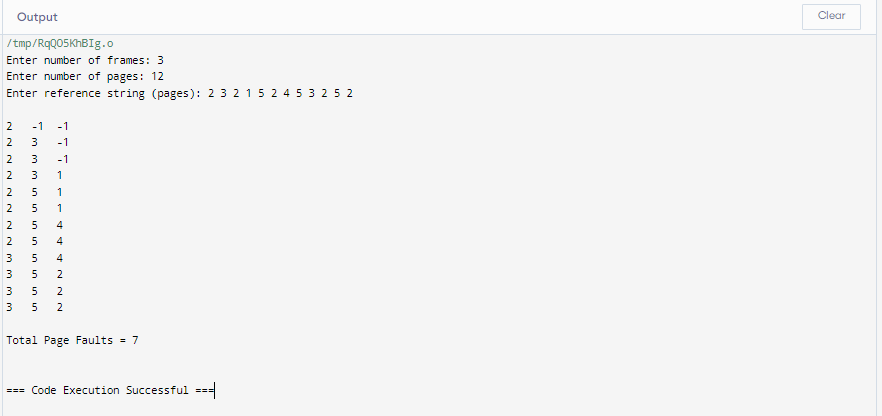 Output
Clear
/tmp/RqQO5KhBIg.o
Enter number of frames: 3
Enter number of pages: 12
Enter reference string (pages): 2 3 2 1 5 2 4 5 3 2 5 2
2 -1 -1
2 3 -1
2 3 -1
2 3 1
2 5 1
2 5 1
2 5 4
2 5 4
3 5 4
3 5 2
3 5 2
3 5 2
Total Page Faults = 7
=== Code Execution Successful ===